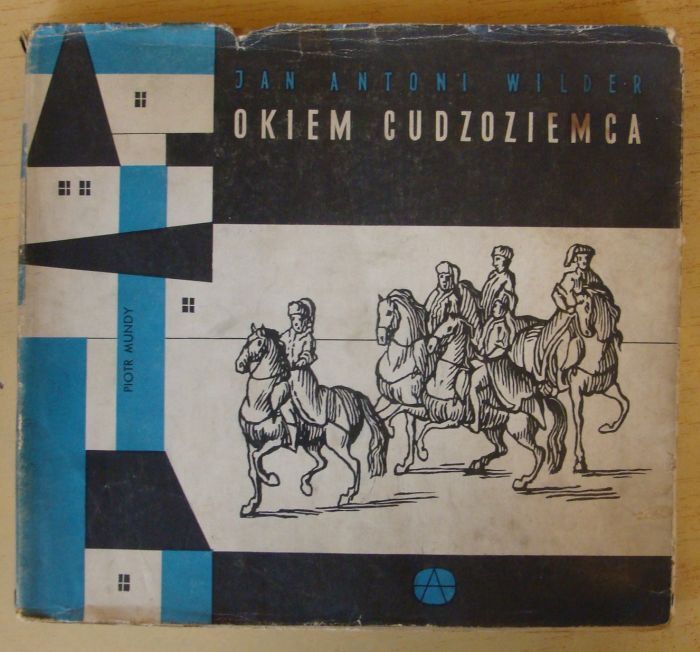 JAN ANTONI WILDER
OKIEM CUDZOZIEMCA
PIOTR MUNDY